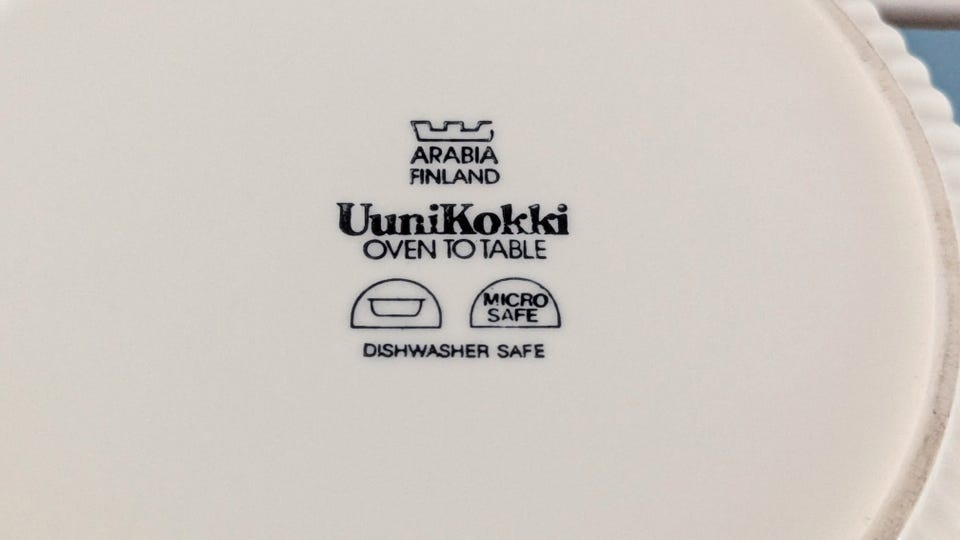 ARABIA
FINLAND
UuniKokki
OVEN TO TABLE
MICRO
SAFE
DISHWASHER SAFE